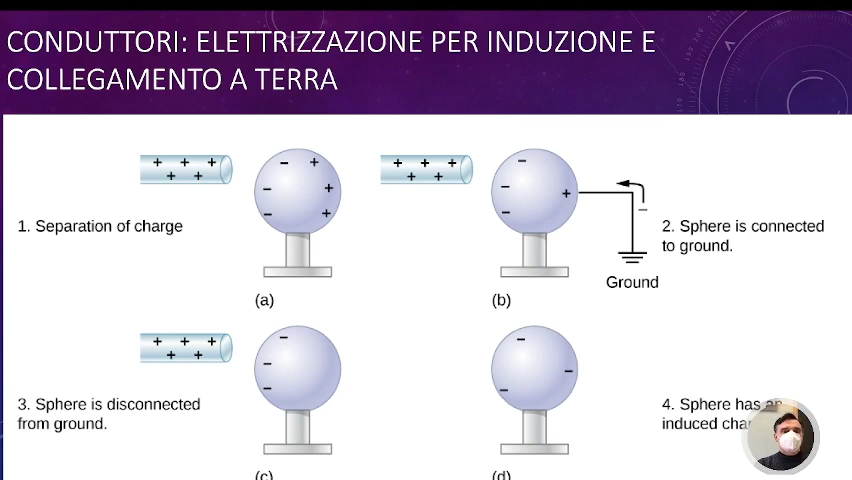 CONDUTTORI: ELETTRIZZAZIONE PER INDUZIONE E
COLLEGAMENTO A TERRA
1. Separation of charge
(a)
(b)
2. Sphere is connected
to ground.
Ground
3. Sphere is disconnected
from ground.
(c)
(d)
4. Sphere has an
induced